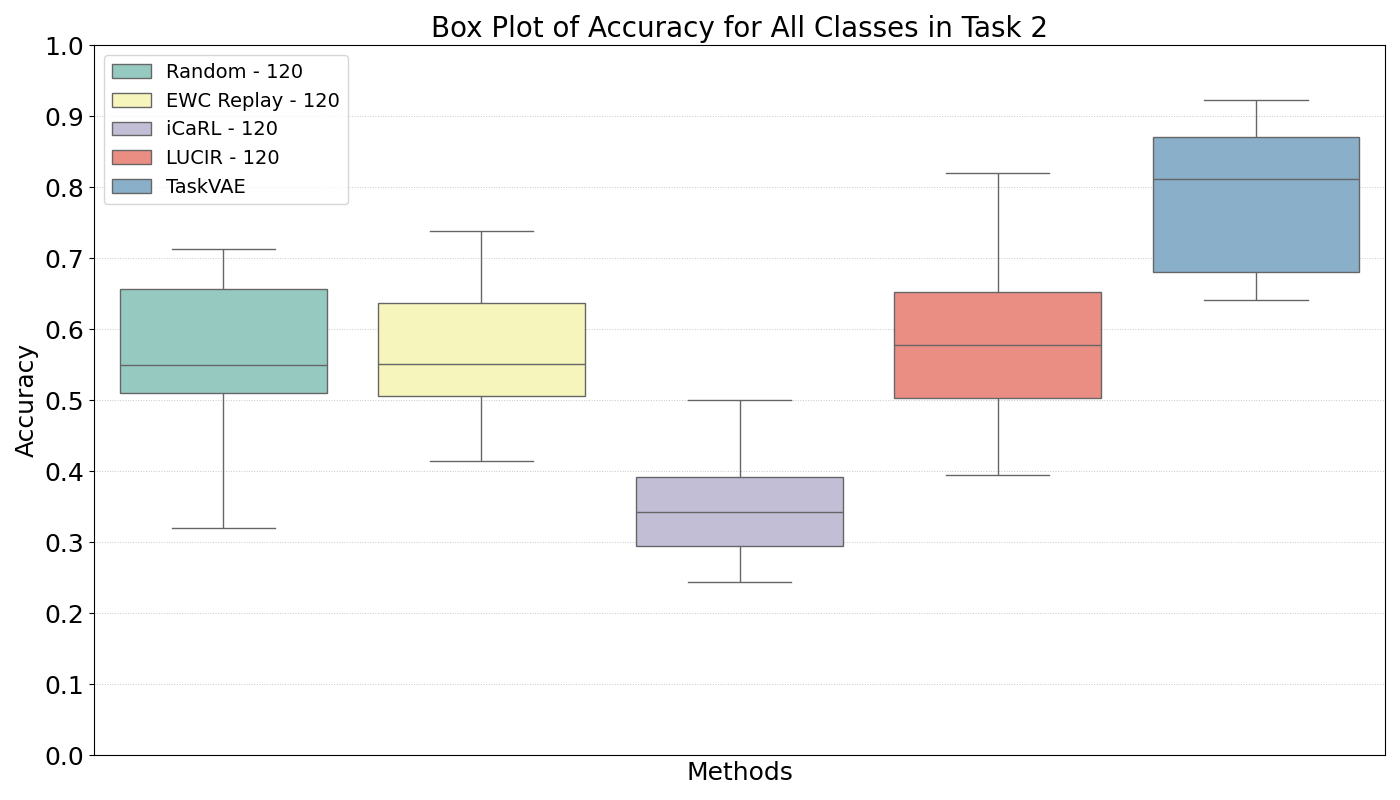 Box Plot of Accuracy for All Classes in Task 2
1.0
0.9
0.8
0.7
0.6
0.5
0.4
0.3
0.2
0.1
0.0
Accuracy
Random - 120
EWC Replay - 120
iCaRL - 120
LUCIR - 120
TaskVAE
Methods